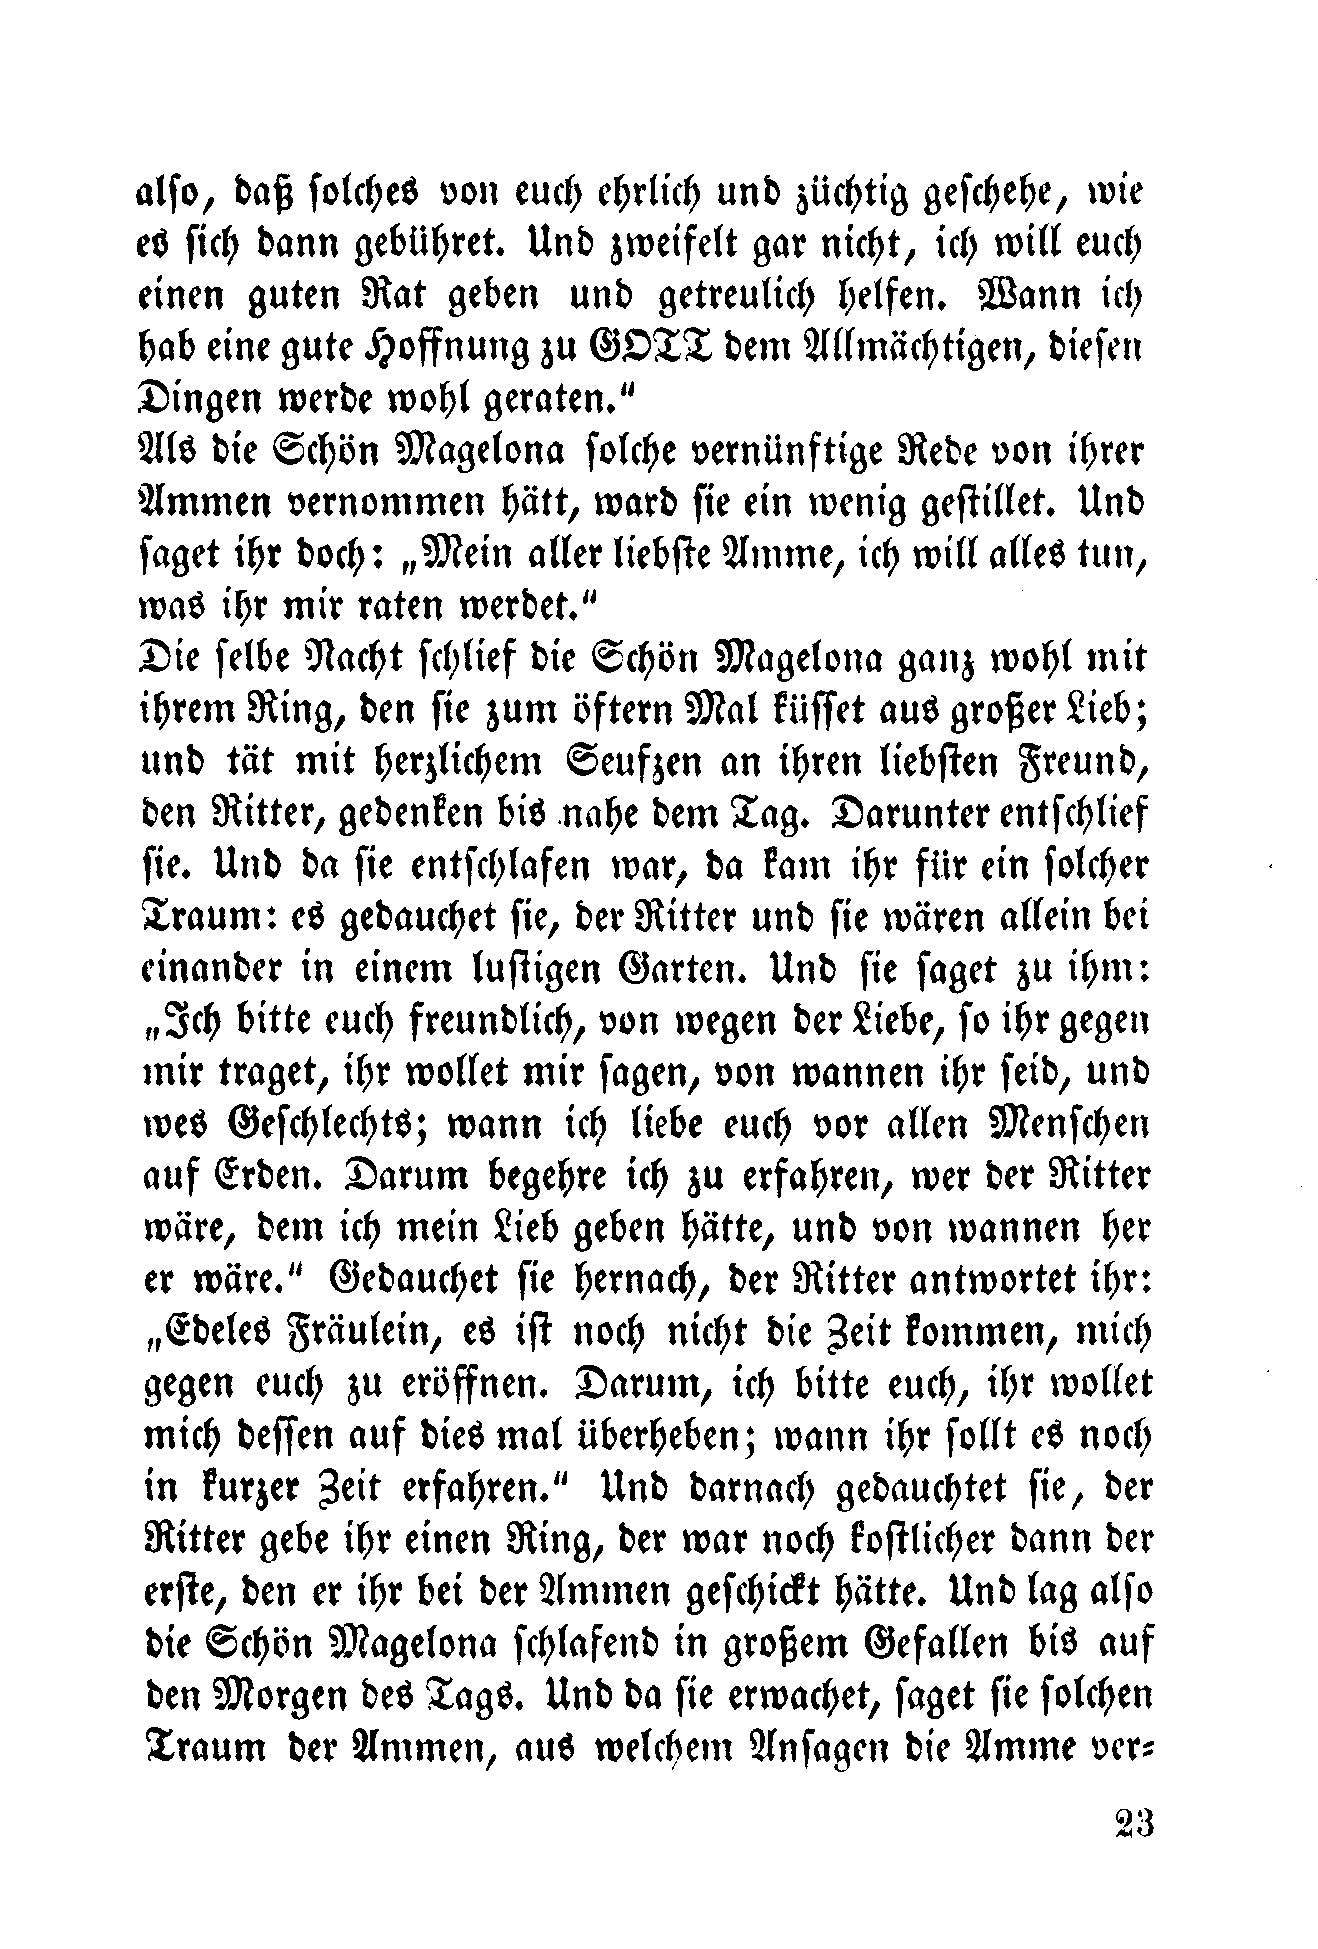 also, daß solches von euch ehrlich und züchtig geschehe, wie
es sich dann gebühret. Und zweifelt gar nicht, ich will euch
einen guten Rat geben und getreulich helfen. Wann ich
hab eine gute Hoffnung zu GOTT dem Allmächtigen, diesen
Dingen werde wohl geraten.“
Als die Schön Magelona solche vernünftige Rede von ihrer
Ammen vernommen hätt, ward sie ein wenig gestillet. Und
saget ihr doch: „Mein aller liebste Amme, ich will alles tun,
was ihr mir raten werdet.“
Die selbe Nacht schlief die Schön Magelona ganz wohl mit
ihrem Ring, den sie zum öftern Mal küsset aus großer Lieb;
und tät mit herzlichem Seufzen an ihren liebsten Freund,
den Ritter, gedenken bis nahe dem Tag. Darunter entschlief
sie. Und da sie entschlafen war, da kam ihr für ein solcher
Traum: es gedauchet sie, der Ritter und sie wären allein bei
einander in einem lustigen Garten. Und sie saget zu ihm:
„Ich bitte euch freundlich, von wegen der Liebe, so ihr gegen
mir traget, ihr wollet mir sagen, von wannen ihr seid, und
wes Geschlechts; wann ich liebe euch vor allen Menschen
auf Erden. Darum begehre ich zu erfahren, wer der Ritter
wäre, dem ich mein Lieb geben hätte, und von wannen her
er wäre.“ Gedauchet sie hernach, der Ritter antwortet ihr:
„Edeles Fräulein, es ist noch nicht die Zeit kommen, mich
gegen euch zu eröffnen. Darum, ich bitte euch, ihr wollet
mich dessen auf dies mal überheben; wann ihr sollt es noch
in kurzer Zeit erfahren.“ Und darnach gedauchtet sie, der
Ritter gebe ihr einen Ring, der war noch kostlicher dann der
erste, den er ihr bei der Ammen geschickt hätte. Und lag also
die Schön Magelona schlafend in großem Gefallen bis auf
den Morgen des Tags. Und da sie erwachet, saget sie solchen
Traum der Ammen, aus welchem Ansagen die Amme ver-
23